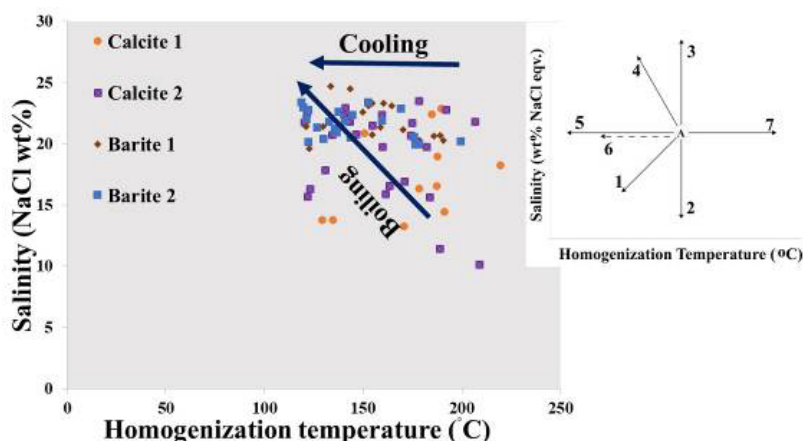 30
25
20
15
10
5
0
0
50
100
150
200
250
Salinity (NaCl wt%)
Homogenization temperature (°C)
Calcite 1
Calcite 2
Barite 1
Barite 2
Cooling
Boiling
Salinity (wt% NaCl eqv.)
Homogenization Temperature (ºC)
3
4
5
6
7
A
1
2